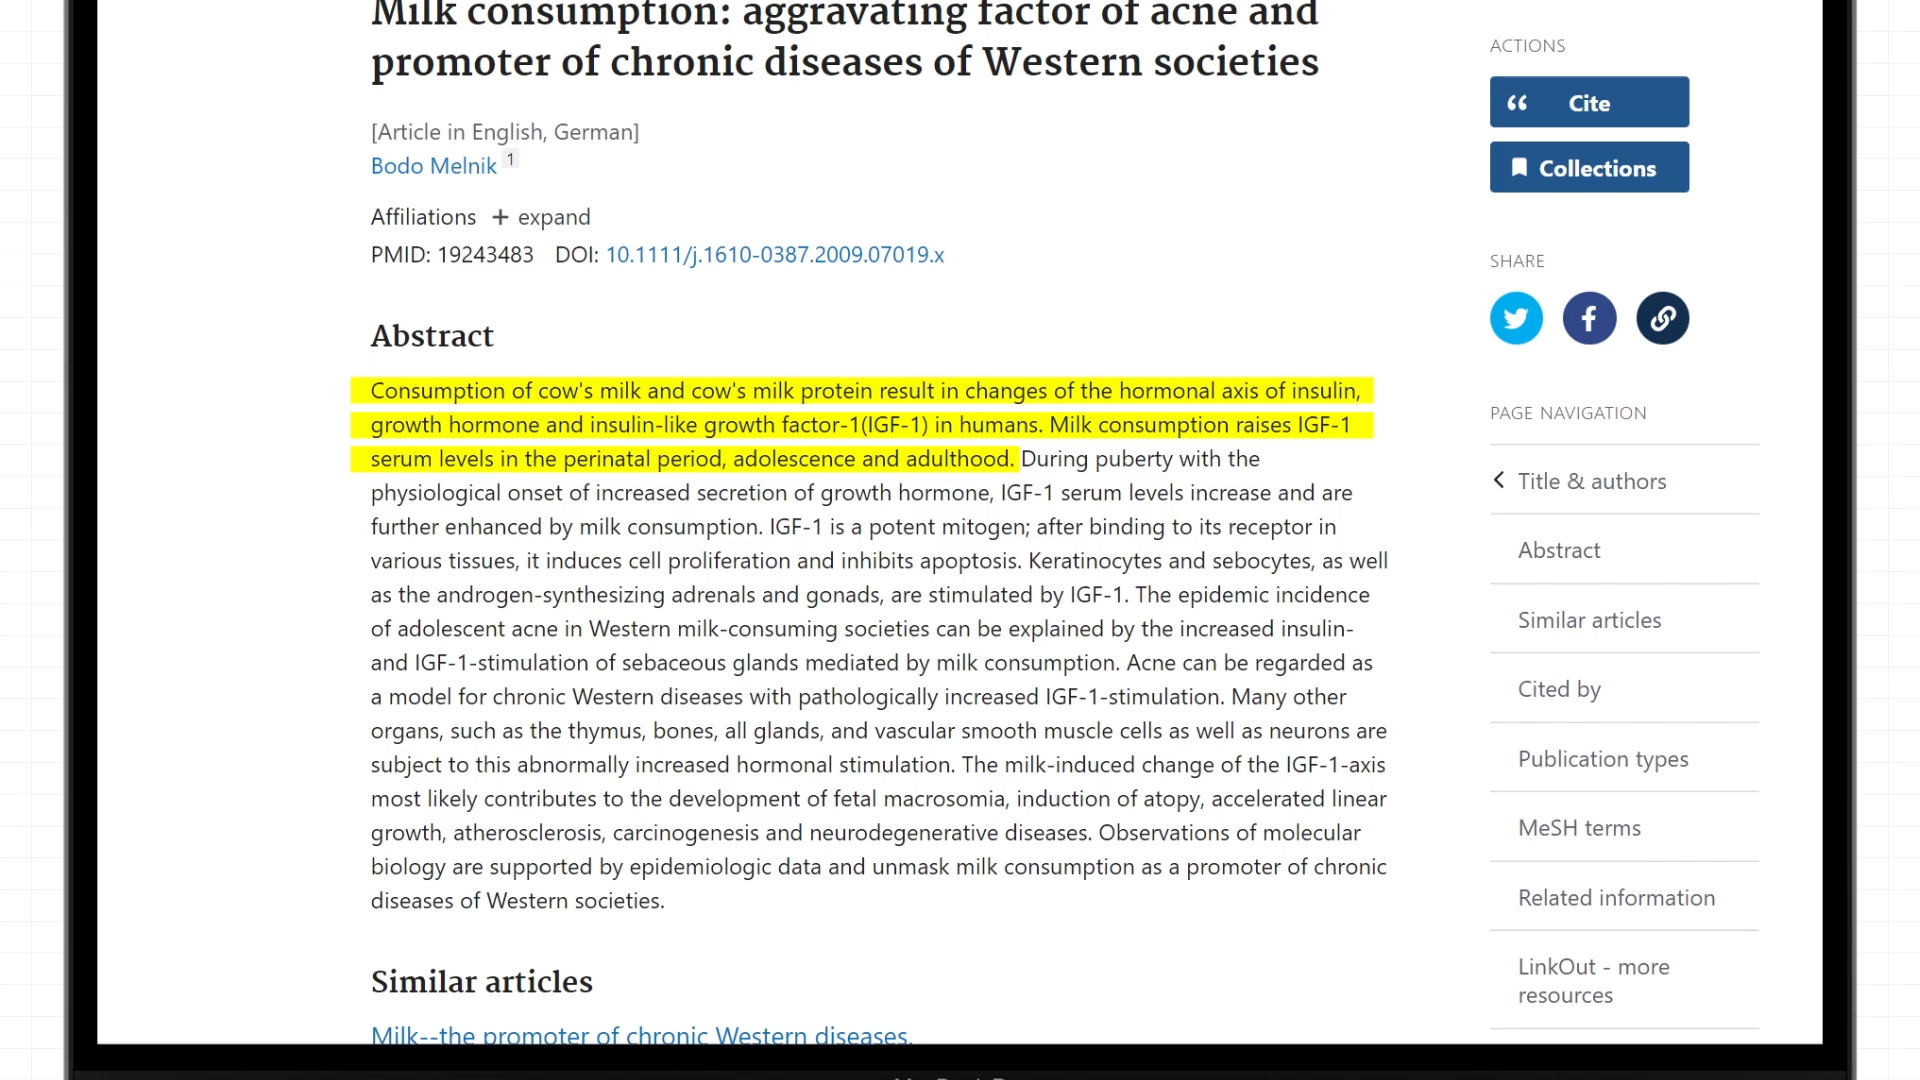 Milk consumption: aggravating factor of acne and
promoter of chronic diseases of Western societies
[Article in English, German]
Bodo Melnik 1
Affiliations + expand
PMID: 19243483 DOI: 10.1111/j.1610-0387.2009.07019.x
Abstract
Consumption of cow's milk and cow's milk protein result in changes of the hormonal axis of insulin,
growth hormone and insulin-like growth factor-1(IGF-1) in humans. Milk consumption raises IGF-1
serum levels in the perinatal period, adolescence and adulthood. During puberty with the
physiological onset of increased secretion of growth hormone, IGF-1 serum levels increase and are
further enhanced by milk consumption. IGF-1 is a potent mitogen; after binding to its receptor in
various tissues, it induces cell proliferation and inhibits apoptosis. Keratinocytes and sebocytes, as well
as the androgen-synthesizing adrenals and gonads, are stimulated by IGF-1. The epidemic incidence
of adolescent acne in Western milk-consuming societies can be explained by the increased insulin-
and IGF-1-stimulation of sebaceous glands mediated by milk consumption. Acne can be regarded as
a model for chronic Western diseases with pathologically increased IGF-1-stimulation. Many other
organs, such as the thymus, bones, all glands, and vascular smooth muscle cells as well as neurons are
subject to this abnormally increased hormonal stimulation. The milk-induced change of the IGF-1-axis
most likely contributes to the development of fetal macrosomia, induction of atopy, accelerated linear
growth, atherosclerosis, carcinogenesis and neurodegenerative diseases. Observations of molecular
biology are supported by epidemiologic data and unmask milk consumption as a promoter of chronic
diseases of Western societies.
Similar articles
Milk--the promoter of chronic Western diseases.
ACTIONS
Cite
Collections
SHARE
PAGE NAVIGATION
Title & authors
Abstract
Similar articles
Cited by
Publication types
MeSH terms
Related information
LinkOut - more
resources